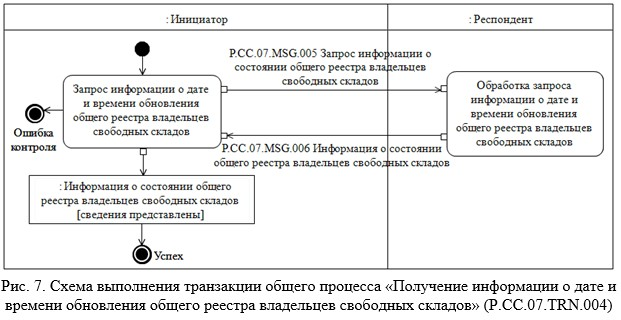 : Инициатор
: Респондент
P.CC.07.MSG.005 Запрос информации о
состоянии общего реестра владельцев
свободных складов
Запрос информации о дате
и времени обновления
общего реестра владельцев
свободных складов
Обработка запроса
информации о дате и
времени обновления
общего реестра владельцев
свободных складов
Ошибка
контроля
P.CC.07.MSG.006 Информация о состоянии
общего реестра владельцев свободных складов
: Информация о состоянии общего
реестра владельцев свободных складов
[сведения представлены]
Успех
Рис. 7. Схема выполнения транзакции общего процесса «Получение информации о дате и
времени обновления общего реестра владельцев свободных складов» (P.CC.07.TRN.004)